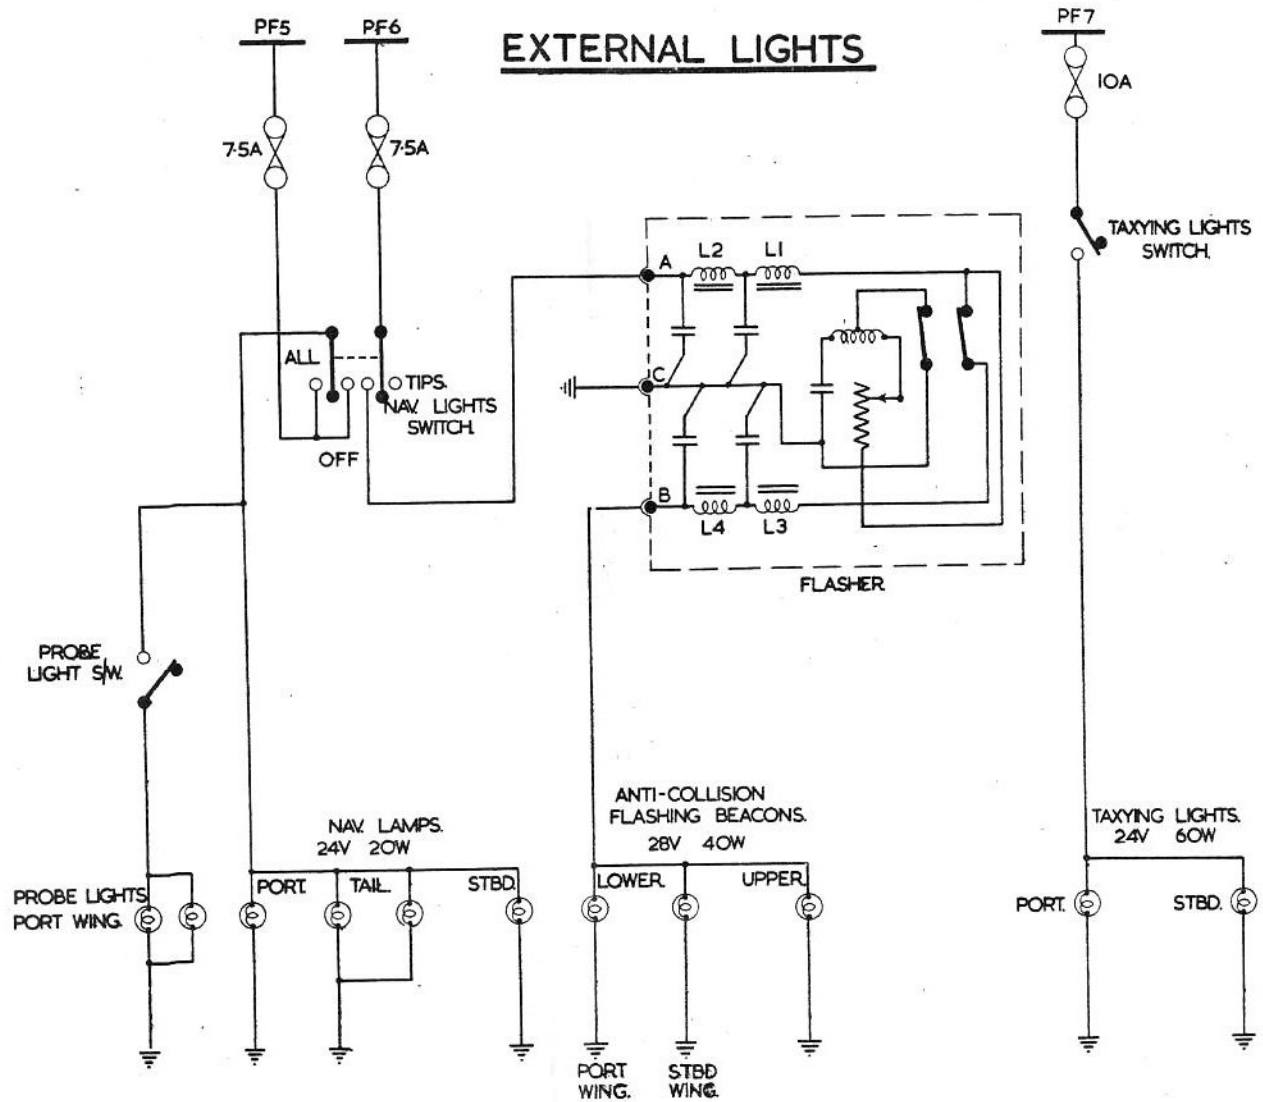 PF5
PF6
EXTERNAL LIGHTS
PF7
7·5A
7·5A
10A
TAXYING LIGHTS
SWITCH.
A
L2
L1
ALL
TIPS.
C
NAV. LIGHTS
SWITCH.
OFF
B
L4
L3
FLASHER
PROBE
LIGHT S/W.
ANTI-COLLISION
FLASHING BEACONS.
28V 40W
NAV. LAMPS.
24V 20W
TAXYING LIGHTS.
24V 60W
PROBE LIGHTS
PORT WING.
PORT.
TAIL.
STBD.
LOWER.
UPPER.
PORT.
STBD.
PORT
WING.
STBD
WING.